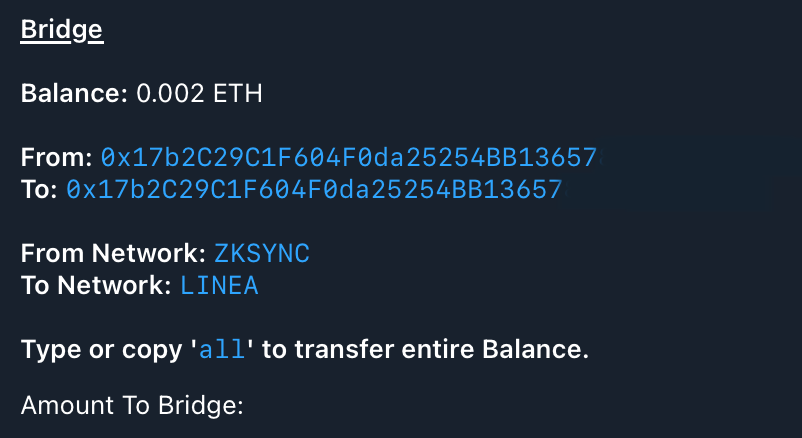 Bridge
Balance: 0.002 ETH
From: 0x17b2C29C1F604F0da25254BB13657
To: 0x17b2C29C1F604F0da25254BB13657
From Network: ZKSYNC
To Network: LINEA
Type or copy 'all' to transfer entire Balance.
Amount To Bridge: